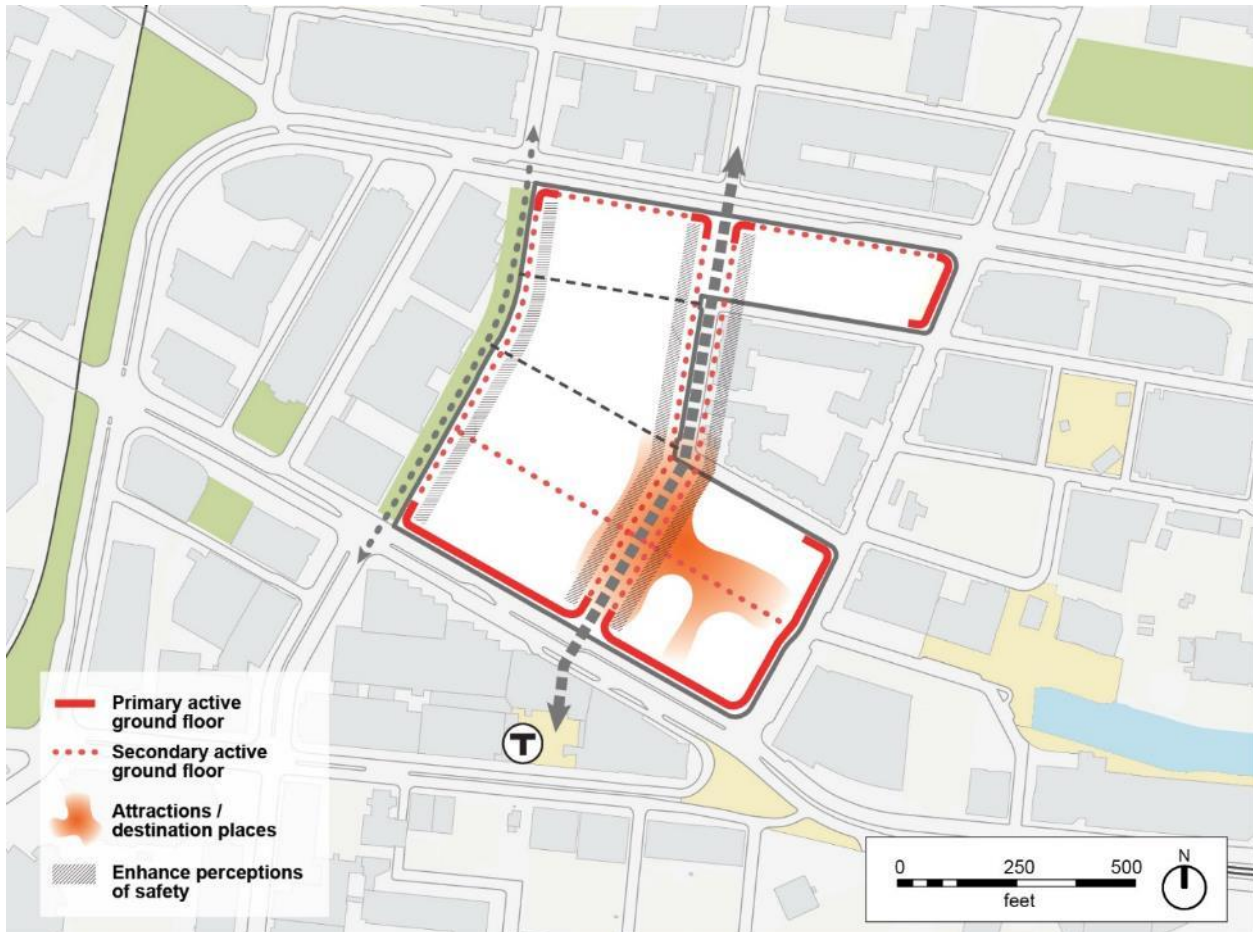 T
Primary active
ground floor
Secondary active
ground floor
Attractions /
destination places
Enhance perceptions
of safety
0 250 500
feet
N